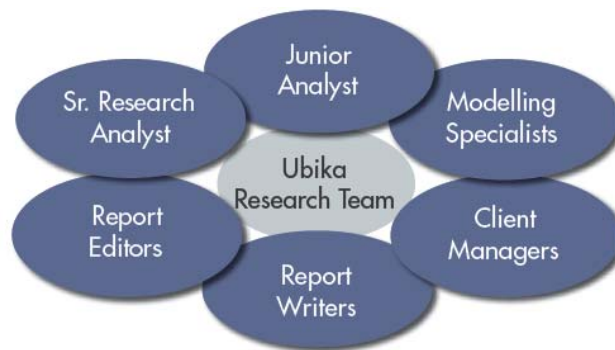 Junior
Analyst
Sr. Research
Analyst
Modelling
Specialists
Ubika
Research Team
Report
Editors
Client
Managers
Report
Writers